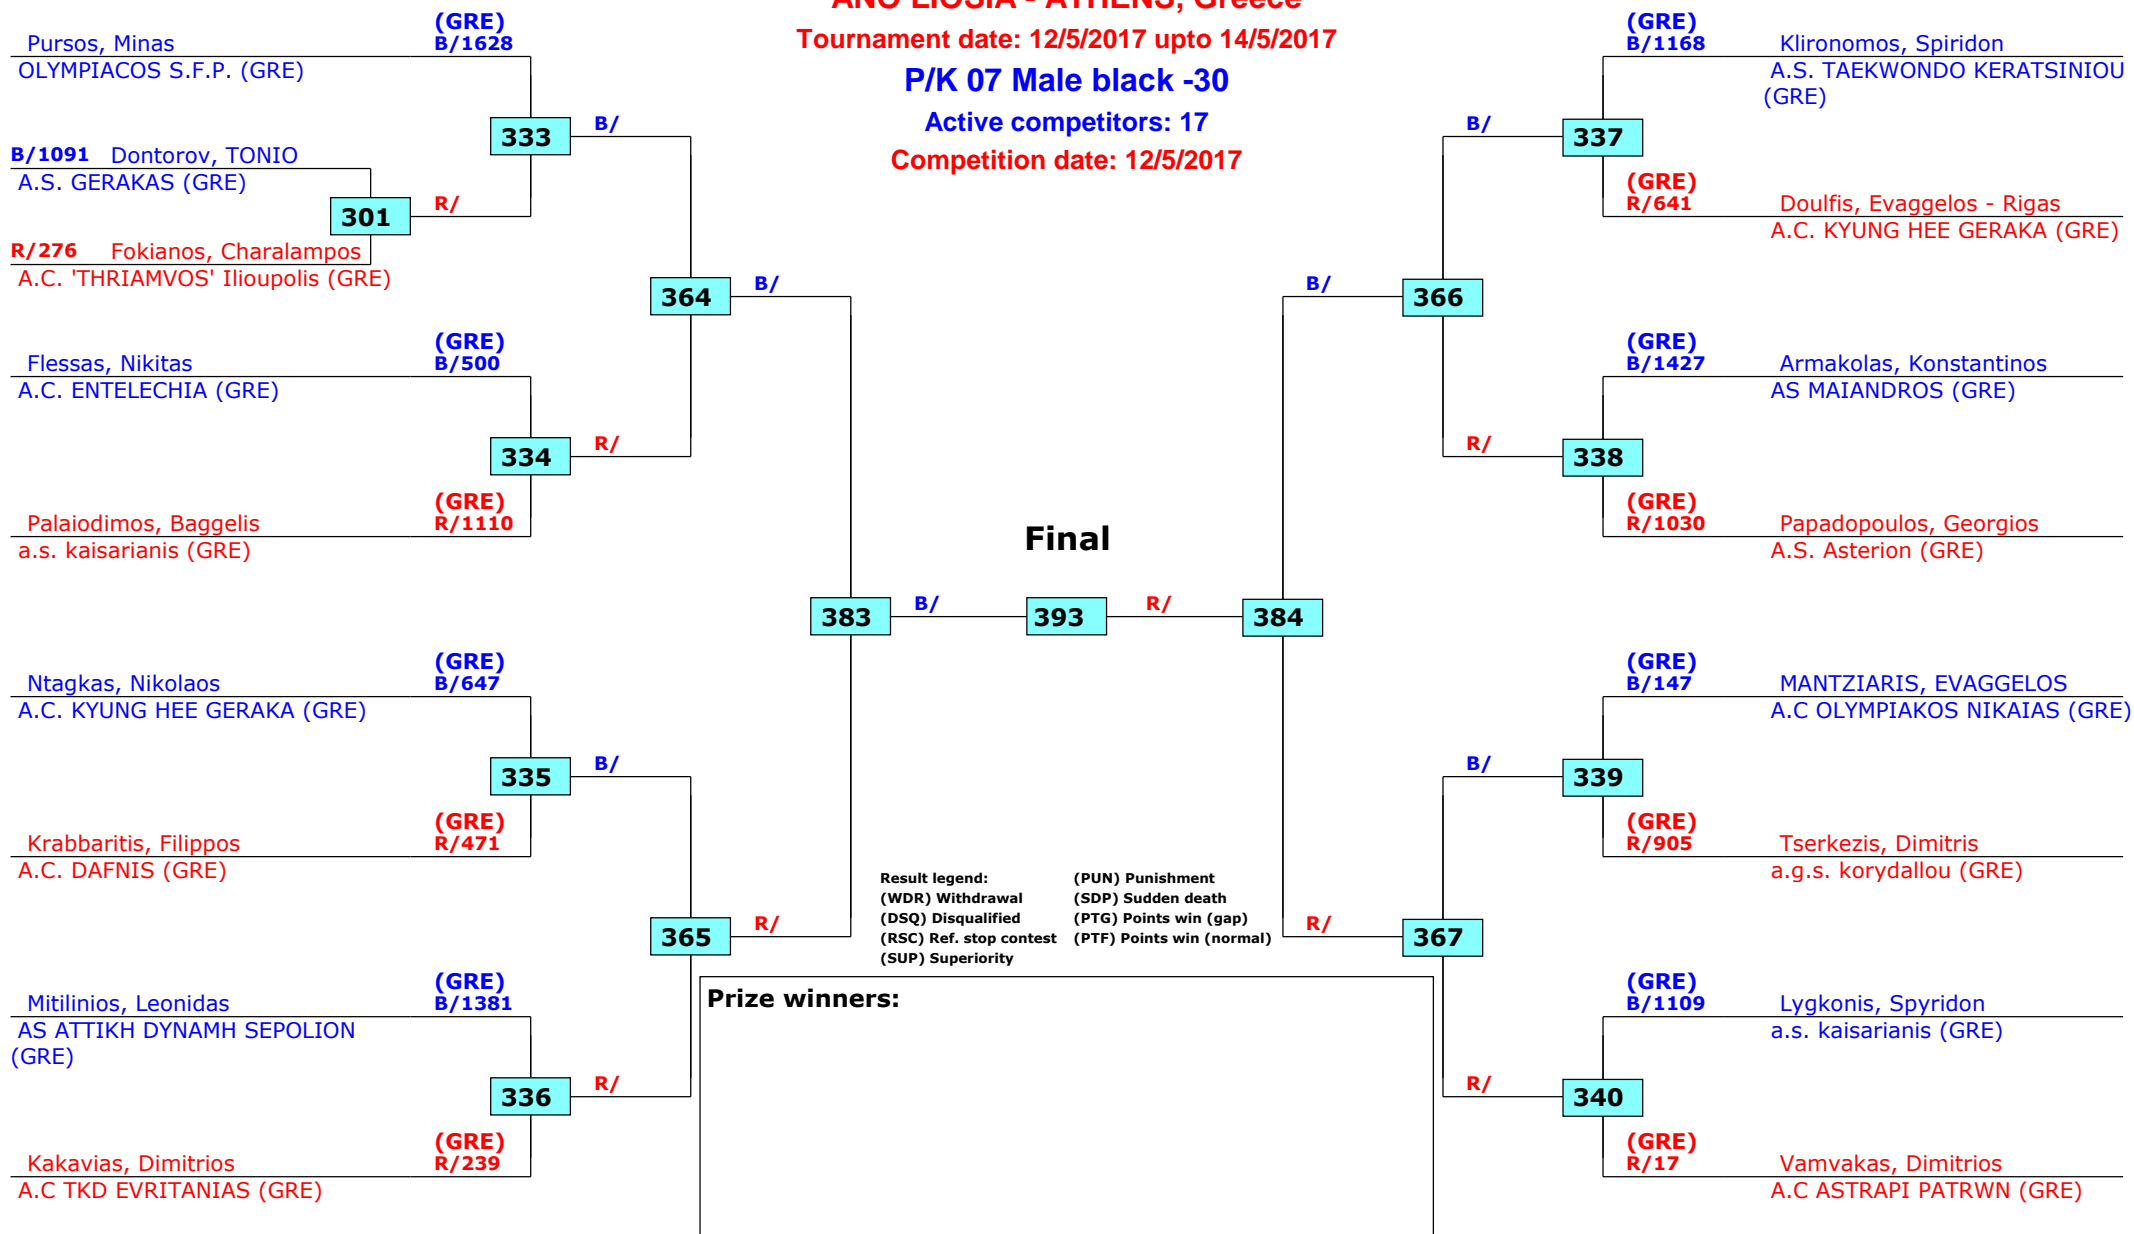 ANO LIOSIA - ATHENS, Greece
Tournament date: 12/5/2017 upto 14/5/2017
P/K 07 Male black -30
Active competitors: 17
Competition date: 12/5/2017
(GRE)
Pursos, Minas B/1628
OLYMPIACOS S.F.P. (GRE)
333 B/
B/1091 Dontorov, TONIO
A.S. GERAKAS (GRE)
301 R/
R/276 Fokianos, Charalampos
A.C. 'THRIAMVOS' Ilioupolis (GRE)
364 B/
(GRE)
Flessas, Nikitas B/500
A.C. ENTELECHIA (GRE)
334 R/
(GRE)
Palaiodimos, Baggelis R/1110
a.s. kaisarianis (GRE)
Final
383 B/ 393 R/ 384
(GRE)
Ntagkas, Nikolaos B/647
A.C. KYUNG HEE GERAKA (GRE)
335 B/
(GRE)
Krabbaritis, Filippos R/471
A.C. DAFNIS (GRE)
365 R/
(GRE)
Mitilinios, Leonidas B/1381
AS ATTIKH DYNAMH SEPOLION
(GRE)
336 R/
(GRE)
Kakavias, Dimitrios R/239
A.C TKD EVRITANIAS (GRE)
(GRE)
B/1168 Klironomos, Spiridon
A.S. TAEKWONDO KERATSINIOU
(GRE)
B/ 337
(GRE)
R/641 Doulfis, Evaggelos - Rigas
A.C. KYUNG HEE GERAKA (GRE)
B/ 366
(GRE)
B/1427 Armakolas, Konstantinos
AS MAIANDROS (GRE)
R/ 338
(GRE)
R/1030 Papadopoulos, Georgios
A.S. Asterion (GRE)
(GRE)
B/147 MANTZIARIS, EVAGGELOS
A.C OLYMPIAKOS NIKAIAS (GRE)
B/ 339
(GRE)
R/905 Tserkezis, Dimitris
a.g.s. korydallou (GRE)
R/ 367
(GRE)
B/1109 Lygkonis, Spyridon
a.s. kaisarianis (GRE)
R/ 340
(GRE)
R/17 Vamvakas, Dimitrios
A.C ASTRAPI PATRWN (GRE)
Result legend: (PUN) Punishment
(WDR) Withdrawal (SDP) Sudden death
(DSQ) Disqualified (PTG) Points win (gap)
(RSC) Ref. stop contest (PTF) Points win (normal)
(SUP) Superiority
Prize winners: